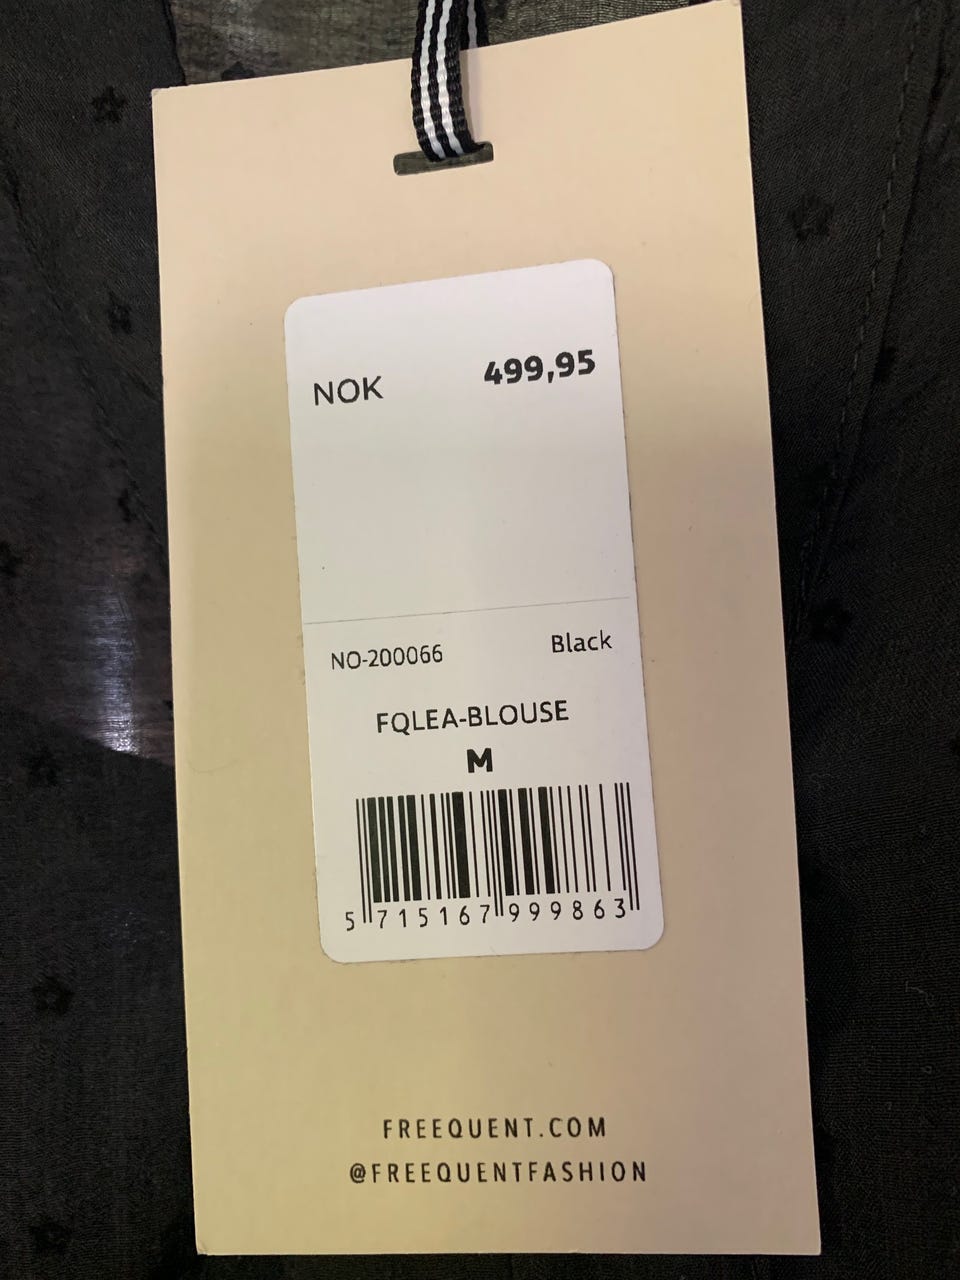 NOK 499,95
NO-200066 Black
FQLEA-BLOUSE
M
5 715167 999863
FREEQUENT.COM
@FREEQUENTFASHION